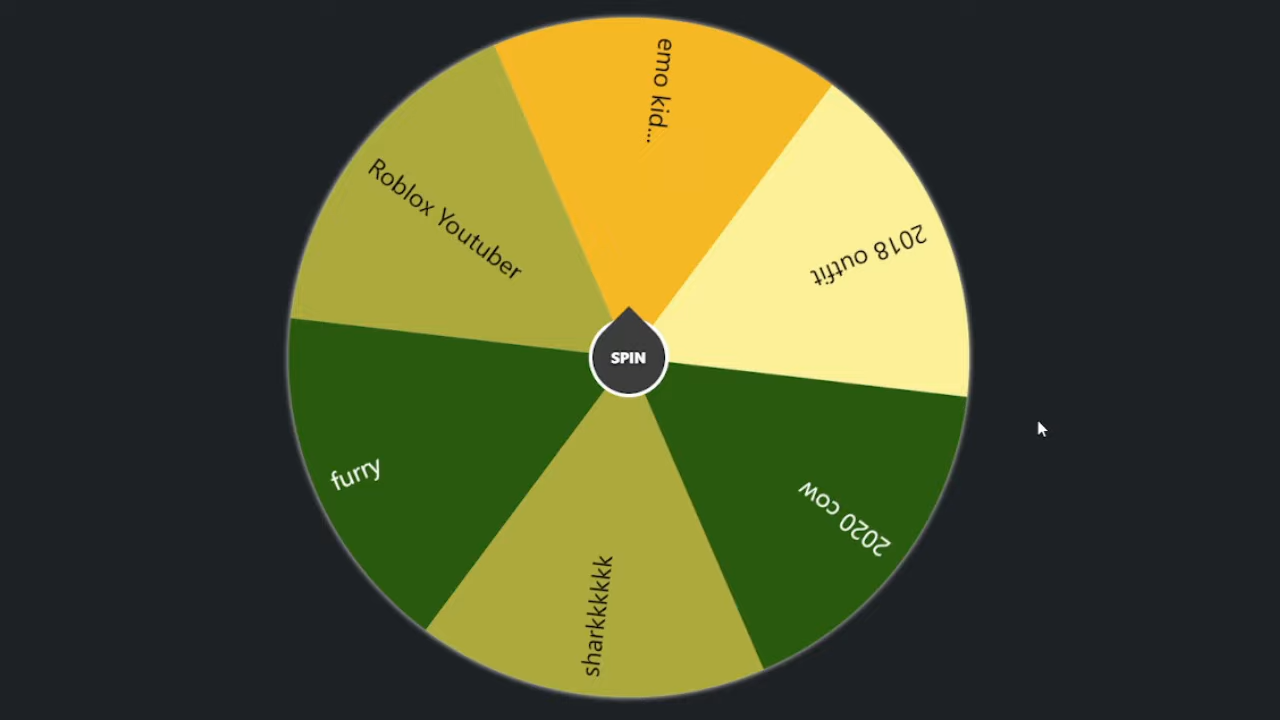 emo kid...
2018 outfit
Roblox Youtuber
SPIN
furry
2020 cow
sharkkkkkk